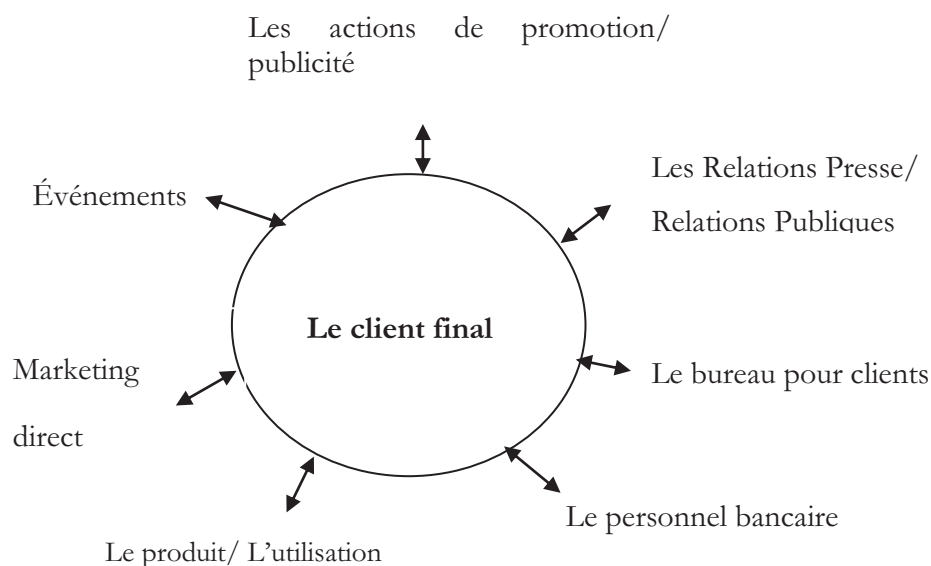 Les actions de promotion/
publicité
Les Relations Presse/
Relations Publiques
Événements
Le client final
Marketing
direct
Le bureau pour clients
Le personnel bancaire
Le produit/ L’utilisation